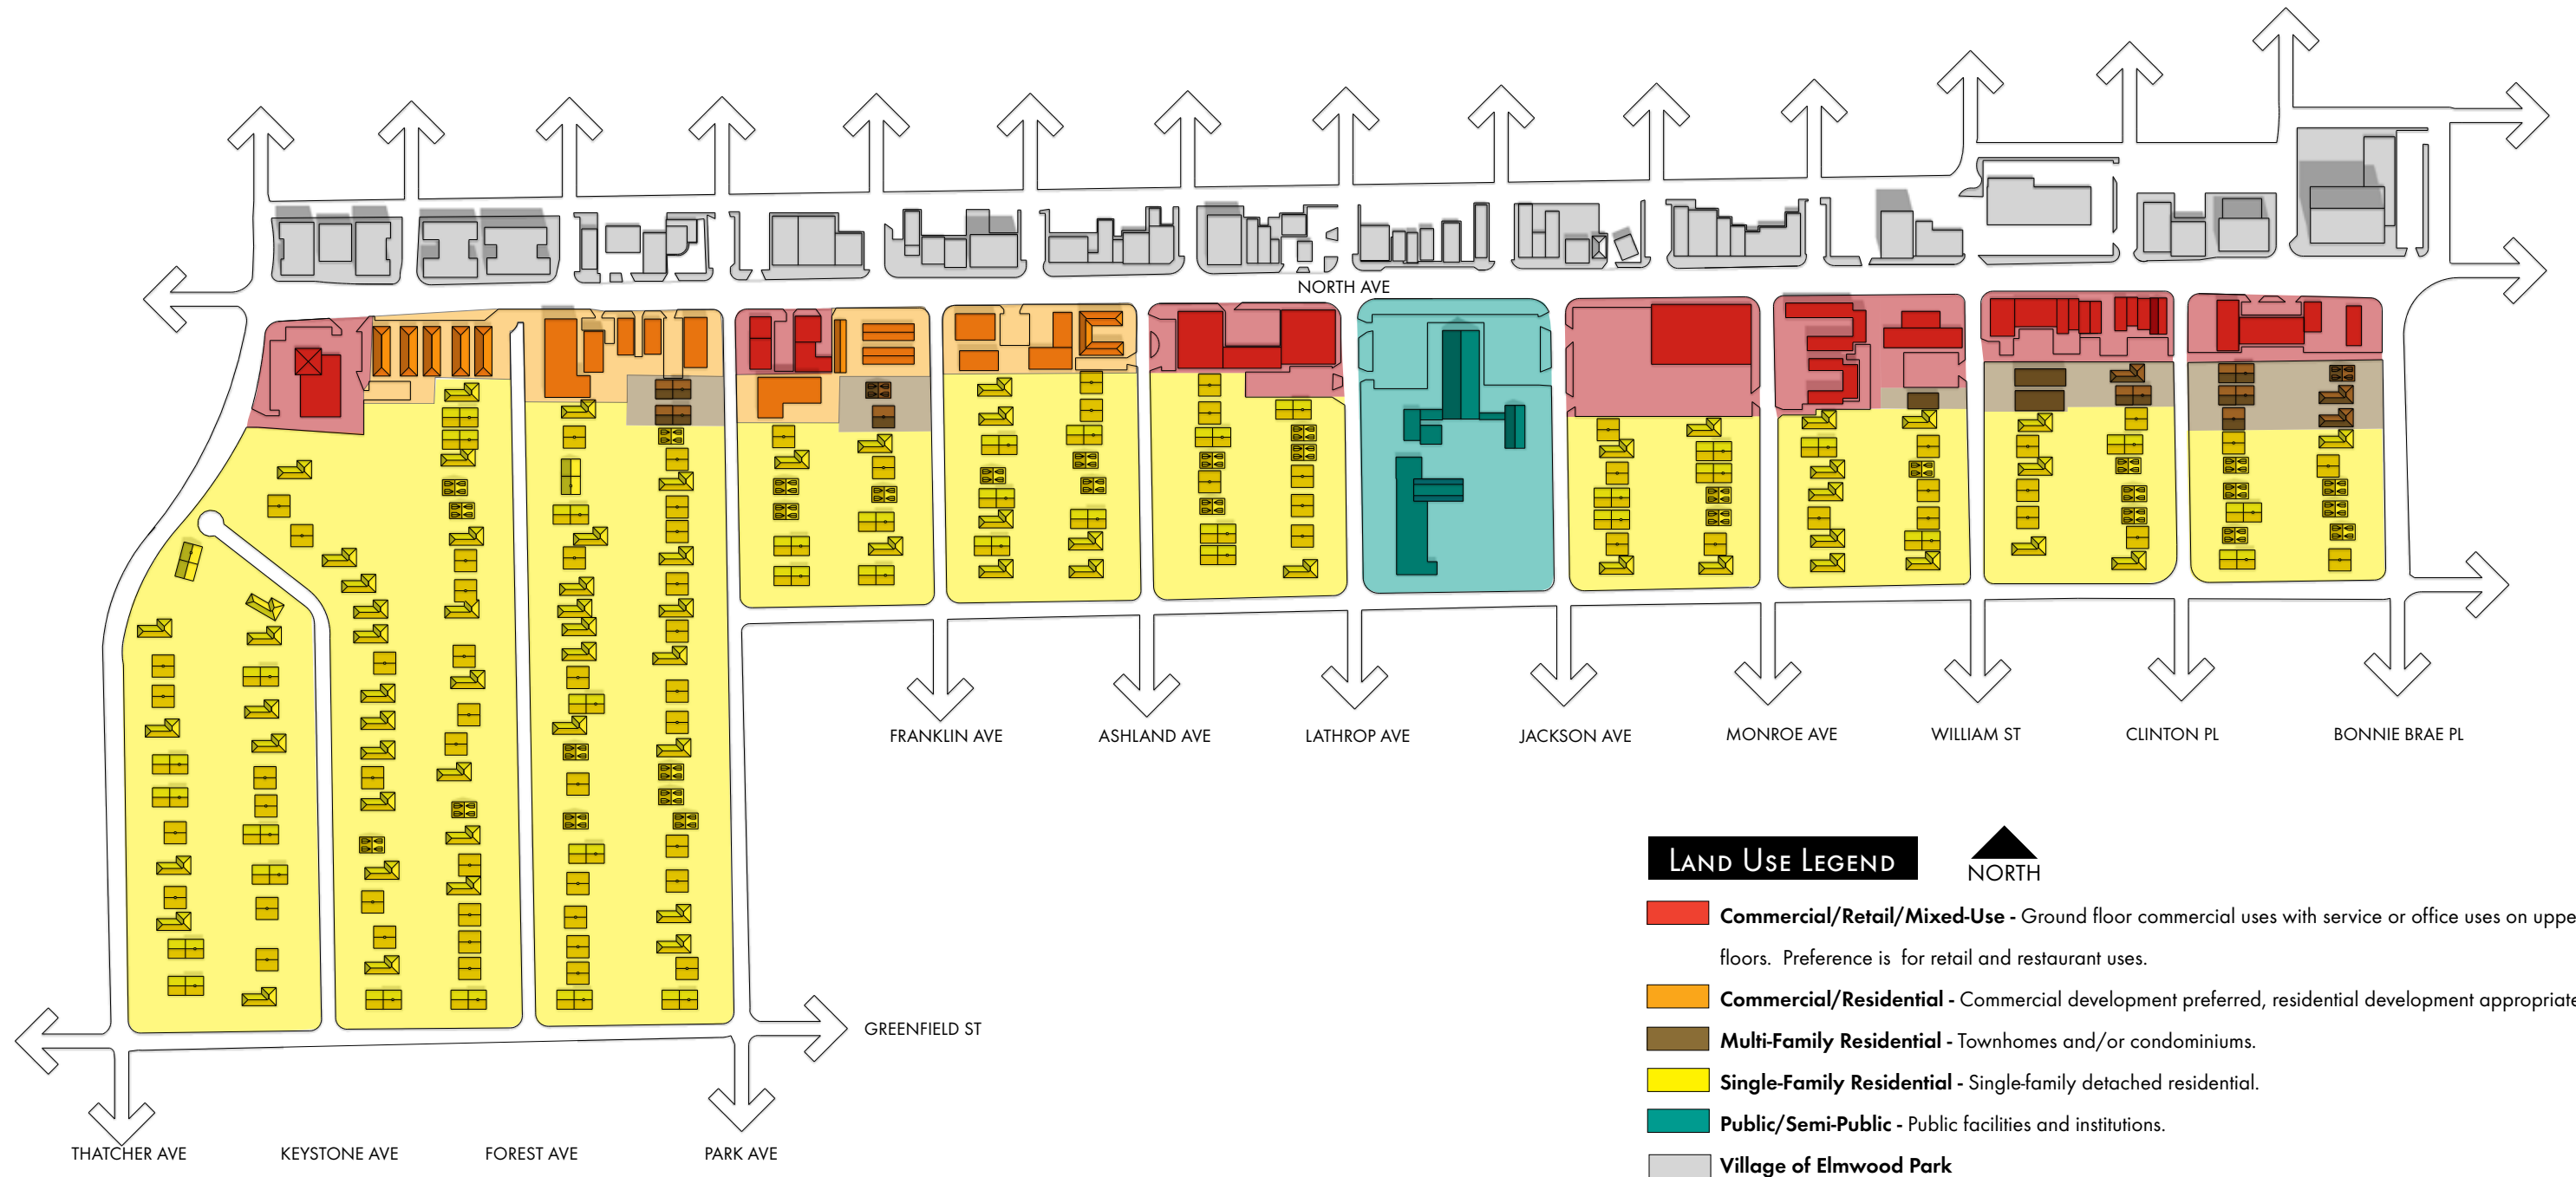 NORTH AVE
FRANKLIN AVE
ASHLAND AVE
LATHROP AVE
JACKSON AVE
MONROE AVE
WILLIAM ST
CLINTON PL
BONNIE BRAE PL
GREENFIELD ST
THATCHER AVE
KEYSTONE AVE
FOREST AVE
PARK AVE
LAND USE LEGEND
NORTH
Commercial/Retail/Mixed-Use - Ground floor commercial uses with service or office uses on uppe
floors. Preference is for retail and restaurant uses.
Commercial/Residential - Commercial development preferred, residential development appropriate
Multi-Family Residential - Townhomes and/or condominiums.
Single-Family Residential - Single-family detached residential.
Public/Semi-Public - Public facilities and institutions.
Village of Elmwood Park